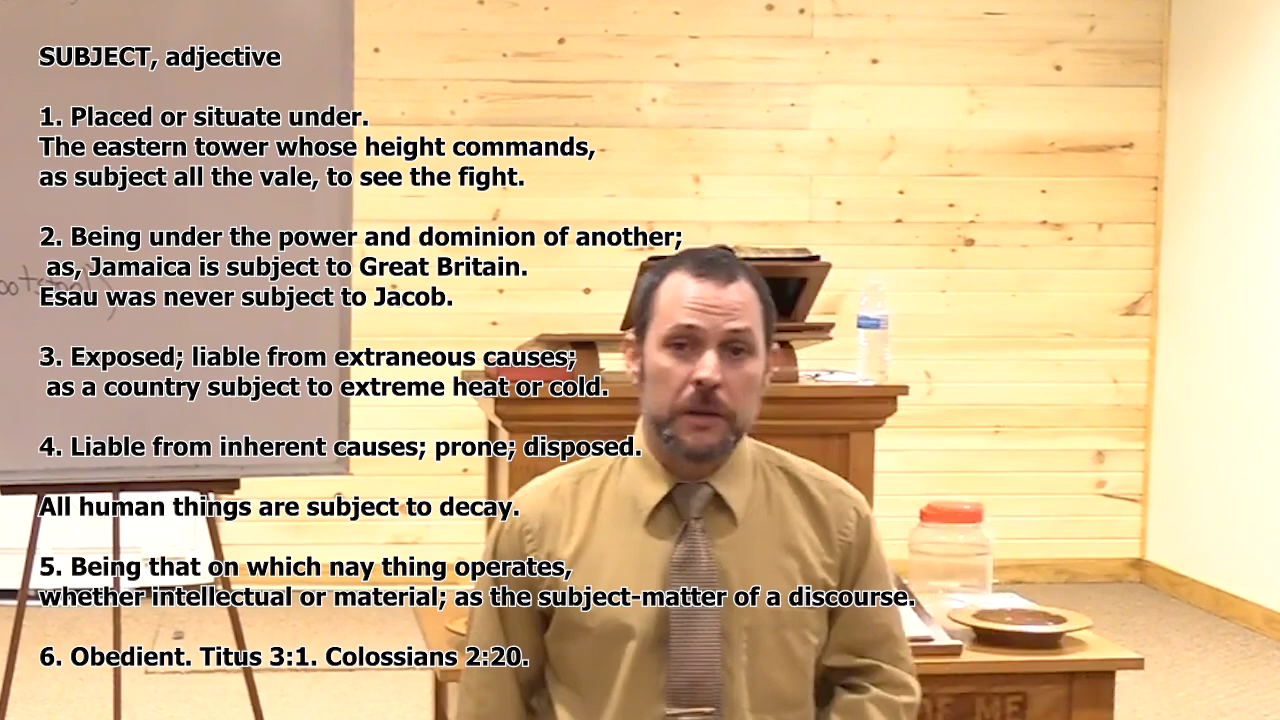 SUBJECT, adjective
1. Placed or situate under.
The eastern tower whose height commands,
as subject all the vale, to see the fight.
2. Being under the power and dominion of another;
as, Jamaica is subject to Great Britain.
Esau was never subject to Jacob.
3. Exposed; liable from extraneous causes;
as a country subject to extreme heat or cold.
4. Liable from inherent causes; prone; disposed.
All human things are subject to decay.
5. Being that on which nay thing operates,
whether intellectual or material; as the subject-matter of a discourse.
6. Obedient. Titus 3:1. Colossians 2:20.
OF ME